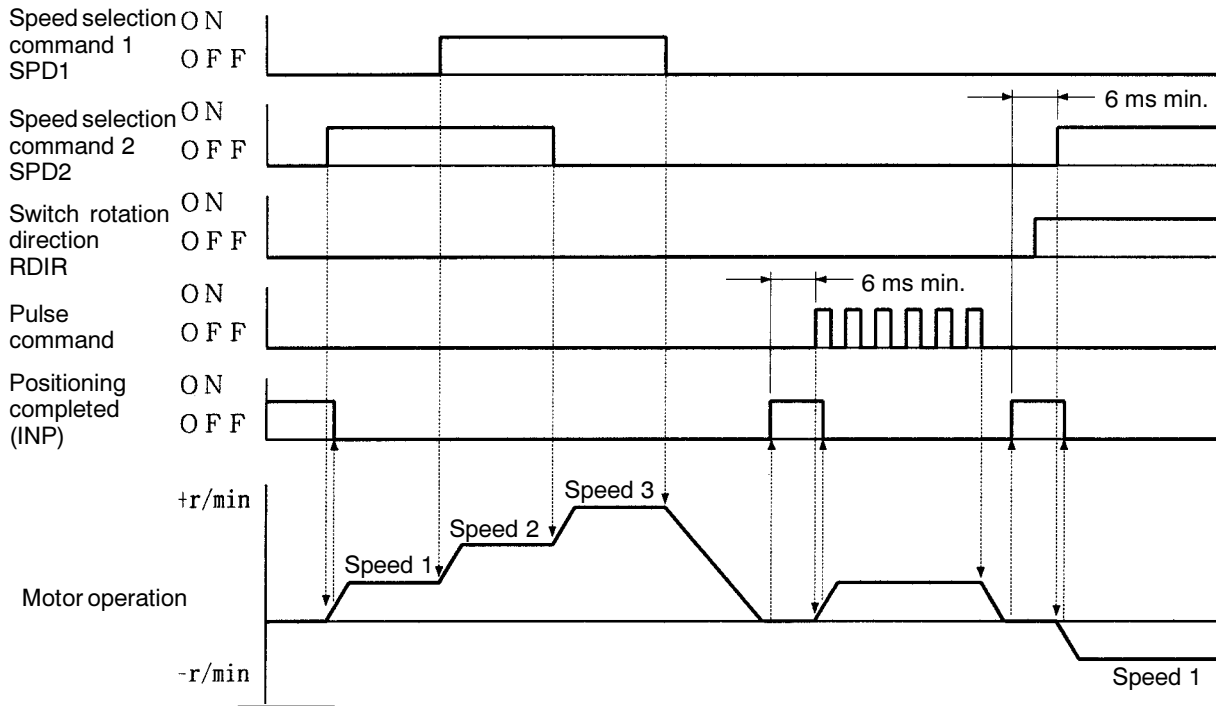 Speed selection ON
command 1
SPD1
OFF
Speed selection ON
command 2
SPD2
OFF
6 ms min.
Switch rotation ON
direction
RDIR
OFF
Pulse
command
ON
OFF
6 ms min.
Positioning
completed
(INP)
ON
OFF
+r/min
Speed 3
Speed 2
Speed 1
Motor operation
-r/min
Speed 1